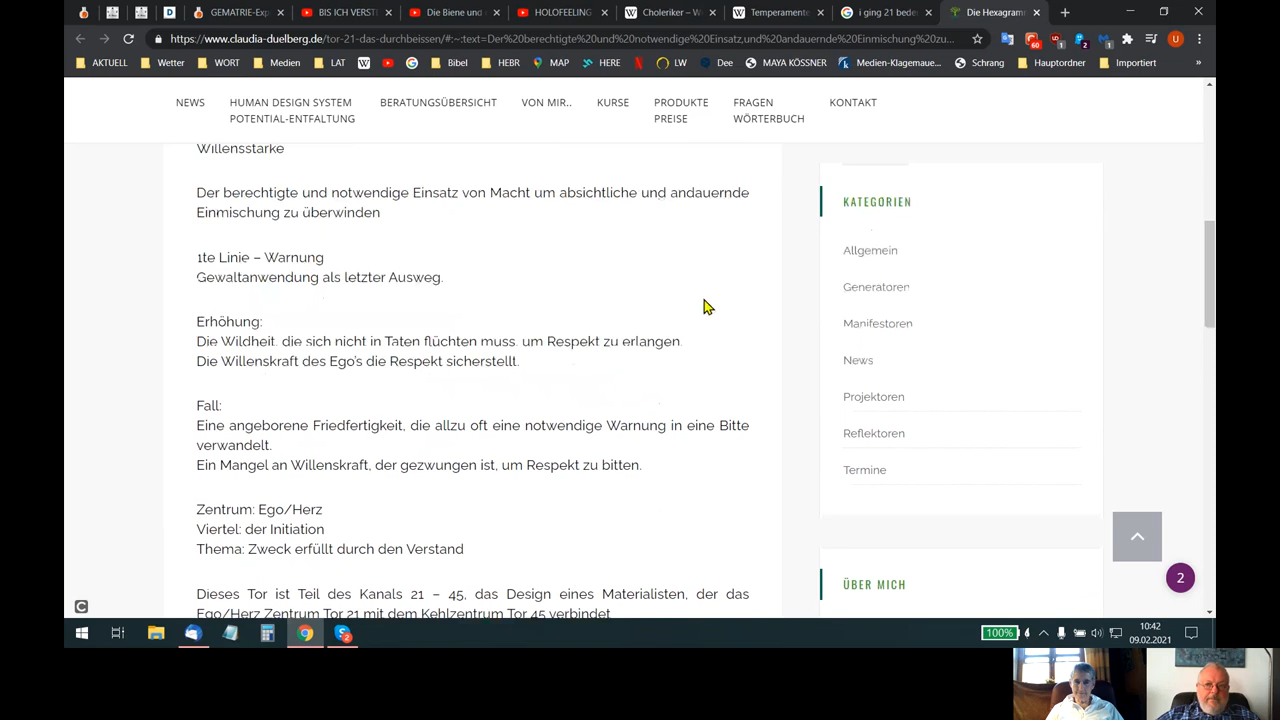 GEMATRIE-Exp
BIS ICH VERST
Die Biene und
HOLOFEELING
Choleriker – W
Temperamente
i ging 21 bede
Die Hexagram
https://www.claudia-duelberg.de/tor-21-das-durchbeissen/#:~:text=Der%20berechtigte%20und%20notwendige%20Einsatz,und%20andauernde%20Einmischung%20zu...
AKTUELL
Wetter
WORT
Medien
LAT
Bibel
HEBR
MAP
HERE
LW
Dee
MAYA KÖSSNER
Medien-Klagemaue...
Schrang
Hauptordner
Importiert
NEWS
HUMAN DESIGN SYSTEM
POTENTIAL-ENTFALTUNG
BERATUNGSÜBERSICHT
VON MIR..
KURSE
PRODUKTE
PREISE
FRAGEN
WÖRTERBUCH
KONTAKT
Willensstärke
Der berechtigte und notwendige Einsatz von Macht um absichtliche und andauernde
Einmischung zu überwinden
1te Linie – Warnung
Gewaltanwendung als letzter Ausweg.
Erhöhung:
Die Wildheit, die sich nicht in Taten flüchten muss, um Respekt zu erlangen.
Die Willenskraft des Ego's die Respekt sicherstellt.
Fall:
Eine angeborene Friedfertigkeit, die allzu oft eine notwendige Warnung in eine Bitte
verwandelt.
Ein Mangel an Willenskraft, der gezwungen ist, um Respekt zu bitten.
Zentrum: Ego/Herz
Viertel: der Initiation
Thema: Zweck erfüllt durch den Verstand
Dieses Tor ist Teil des Kanals 21 – 45, das Design eines Materialisten, der das
Ego/Herz Zentrum Tor 21 mit dem Kehlzentrum Tor 45 verbindet
KATEGORIEN
Allgemein
Generatoren
Manifestoren
News
Projektoren
Reflektoren
Termine
ÜBER MICH
2
100%
10:42
09.02.2021